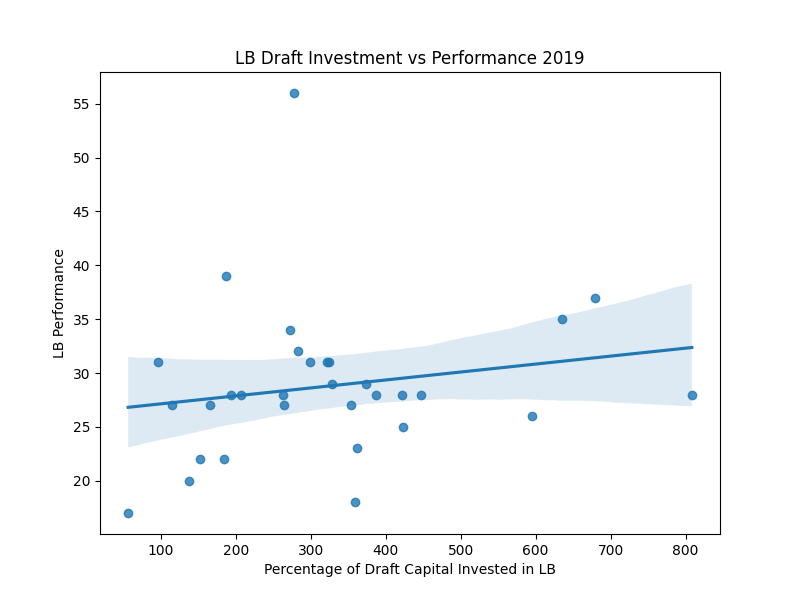 LB Draft Investment vs Performance 2019
55
50
45
40
35
30
25
20
LB Performance
100 200 300 400 500 600 700 800
Percentage of Draft Capital Invested in LB